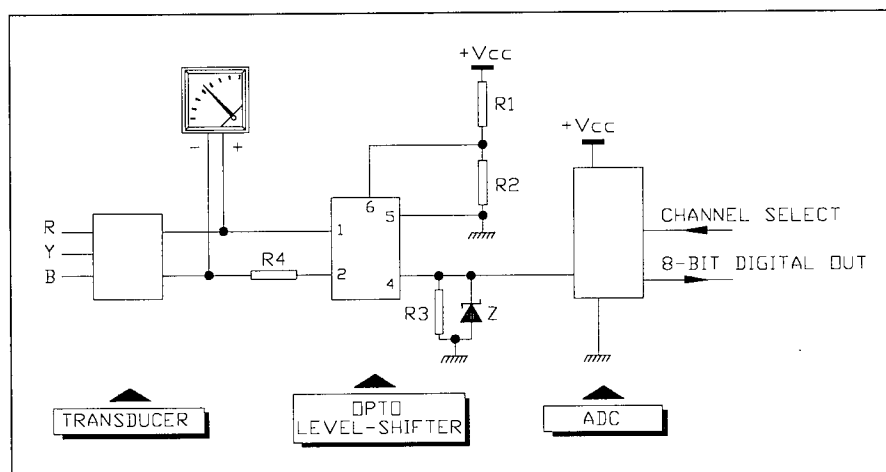 +Vcc
R1
+Vcc
- +
R2
6
5
R
1
CHANNEL SELECT
Y
R4
8-BIT DIGITAL OUT
B
2
4
R3
Z
TRANSDUCER
OPTO
LEVEL-SHIFTER
ADC